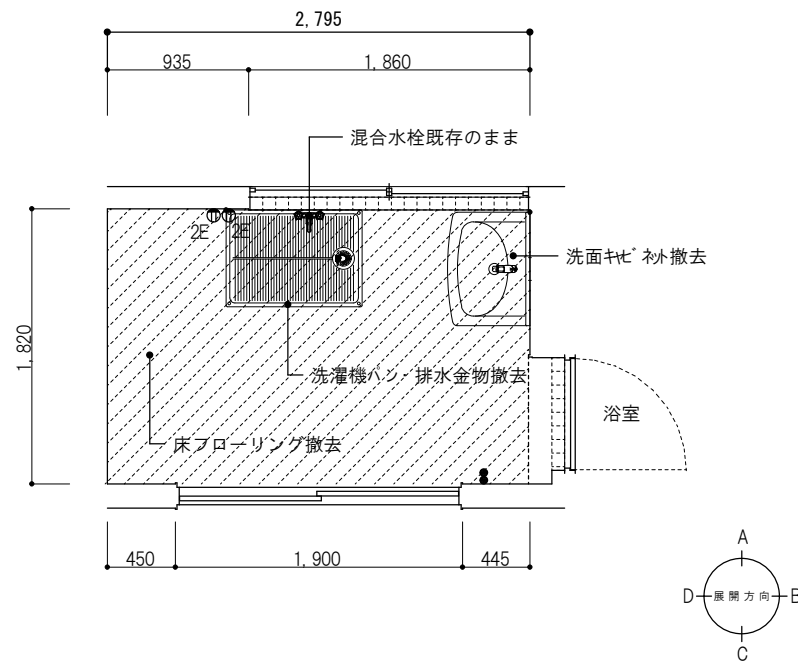 2,795
935
1,860
混合水栓既存のまま
2E
2E
洗面キャビネット撤去
1,820
洗濯機パン・排水金物撤去
浴室
床フローリング撤去
450
1,900
445
A
D
展開方向
B
C